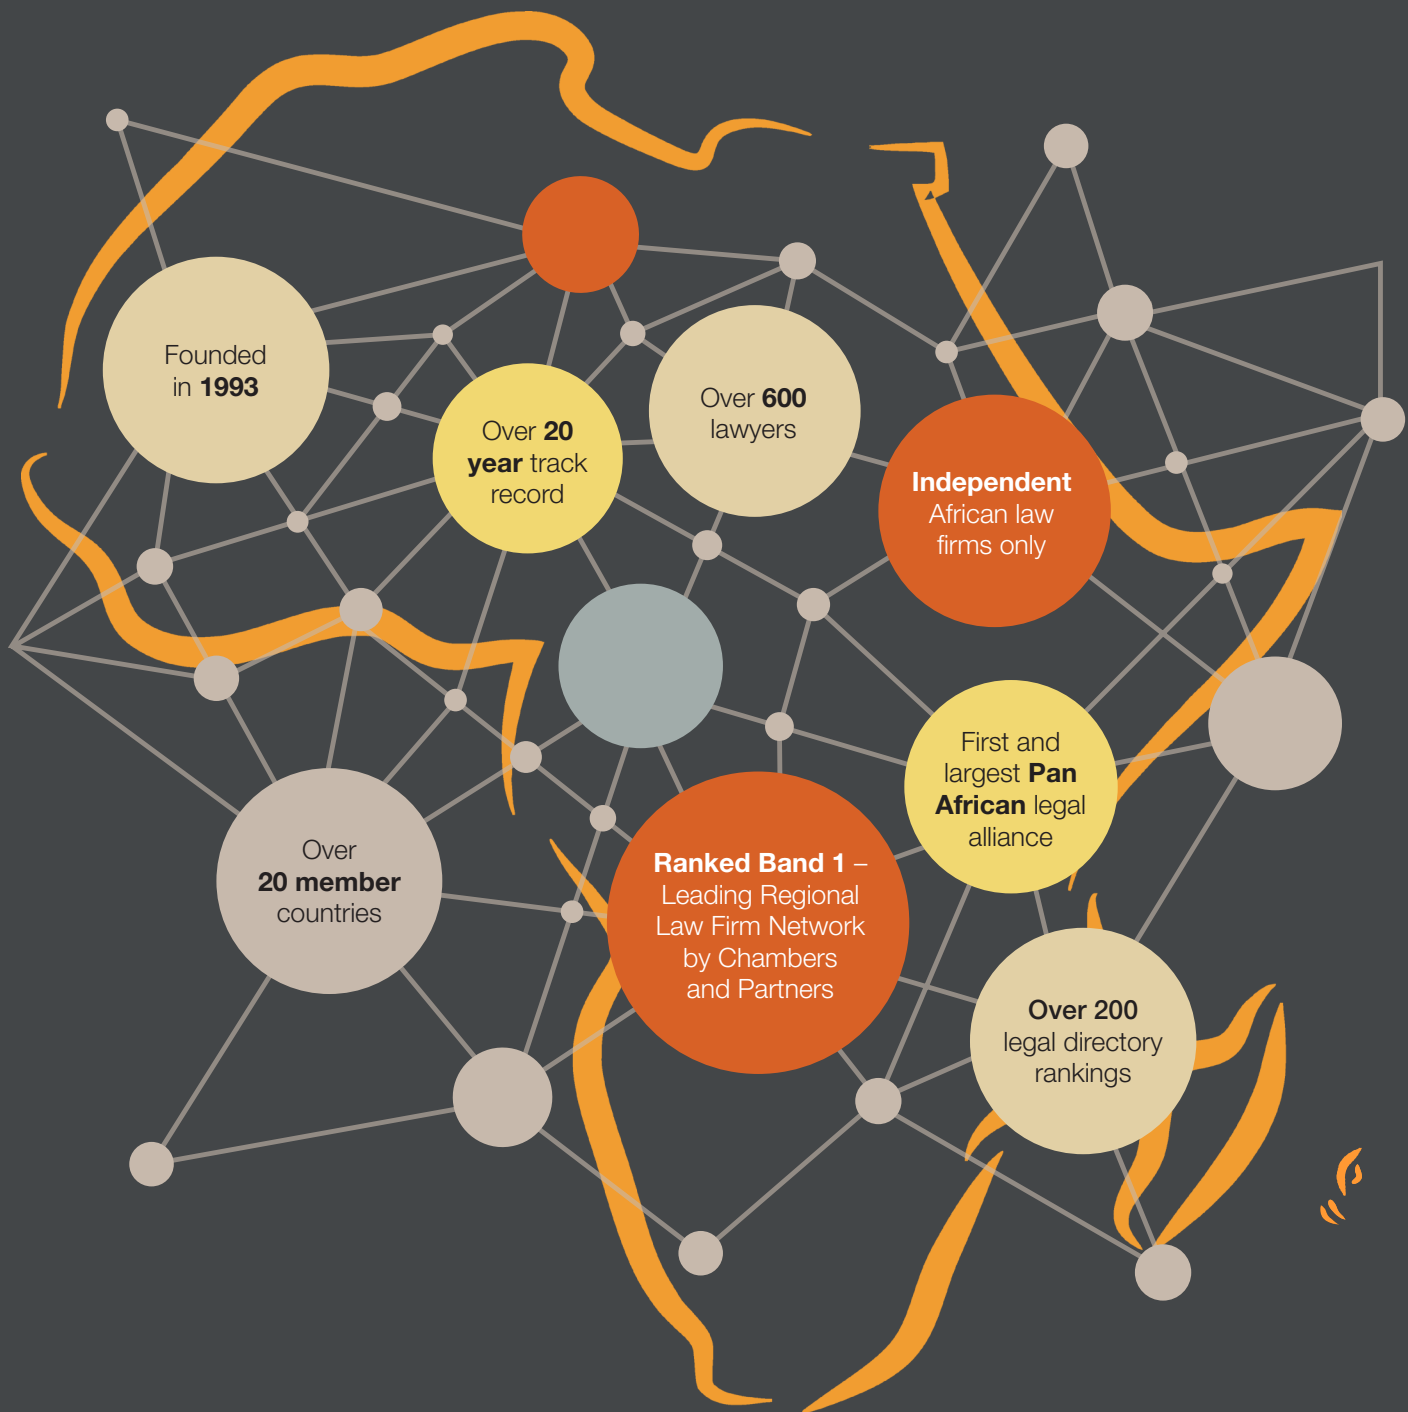 Founded
in 1993
Over 20
year track
record
Over 600
lawyers
Independent
African law
firms only
First and
largest Pan
African legal
alliance
Over
20 member
countries
Ranked Band 1 –
Leading Regional
Law Firm Network
by Chambers
and Partners
Over 200
legal directory
rankings